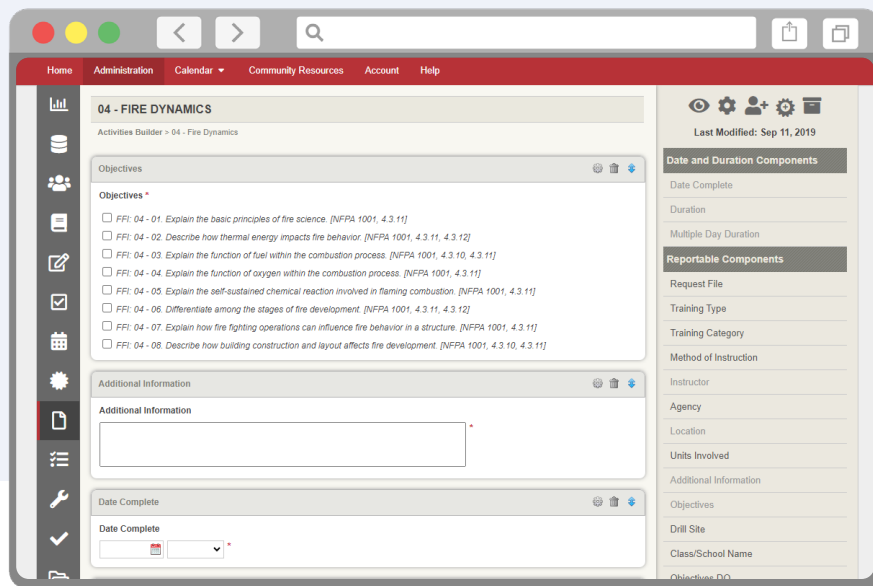 Home Administration Calendar Community Resources Account Help
04 - FIRE DYNAMICS
Activities Builder > 04 - Fire Dynamics
Objectives
Objectives *
FFI: 04 - 01. Explain the basic principles of fire science. [NFPA 1001, 4.3.11]
FFI: 04 - 02. Describe how thermal energy impacts fire behavior. [NFPA 1001, 4.3.11, 4.3.12]
FFI: 04 - 03. Explain the function of fuel within the combustion process. [NFPA 1001, 4.3.10, 4.3.11]
FFI: 04 - 04. Explain the function of oxygen within the combustion process. [NFPA 1001, 4.3.11]
FFI: 04 - 05. Explain the self-sustained chemical reaction involved in flaming combustion. [NFPA 1001, 4.3.11]
FFI: 04 - 06. Differentiate among the stages of fire development. [NFPA 1001, 4.3.11, 4.3.12]
FFI: 04 - 07. Explain how fire fighting operations can influence fire behavior in a structure. [NFPA 1001, 4.3.11]
FFI: 04 - 08. Describe how building construction and layout affects fire development. [NFPA 1001, 4.3.10, 4.3.11]
Additional Information
Additional Information
*
Date Complete
Date Complete
*
Last Modified: Sep 11, 2019
Date and Duration Components
Date Complete
Duration
Multiple Day Duration
Reportable Components
Request File
Training Type
Training Category
Method of Instruction
Instructor
Agency
Location
Units Involved
Additional Information
Objectives
Drill Site
Class/School Name
Objectives DO